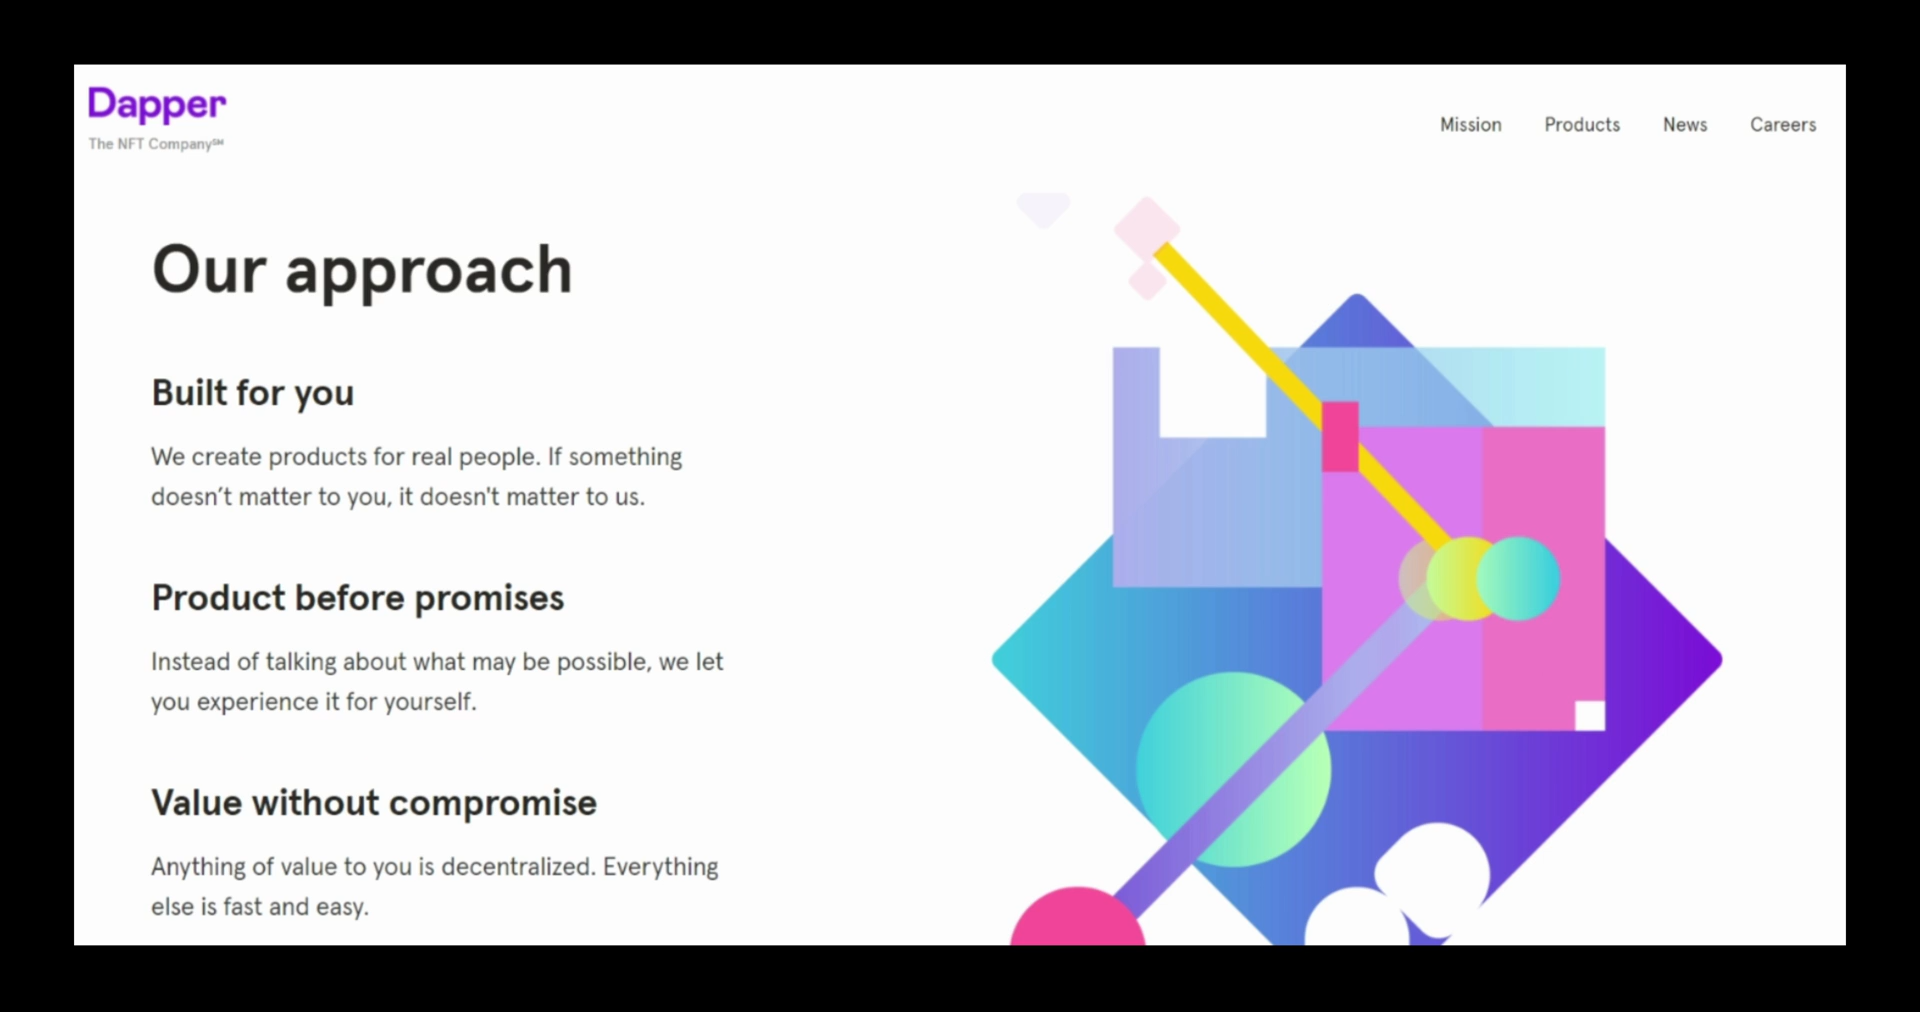 Dapper
The NFT Company℠
Mission
Products
News
Careers
Our approach
Built for you
We create products for real people. If something
doesn’t matter to you, it doesn't matter to us.
Product before promises
Instead of talking about what may be possible, we let
you experience it for yourself.
Value without compromise
Anything of value to you is decentralized. Everything
else is fast and easy.